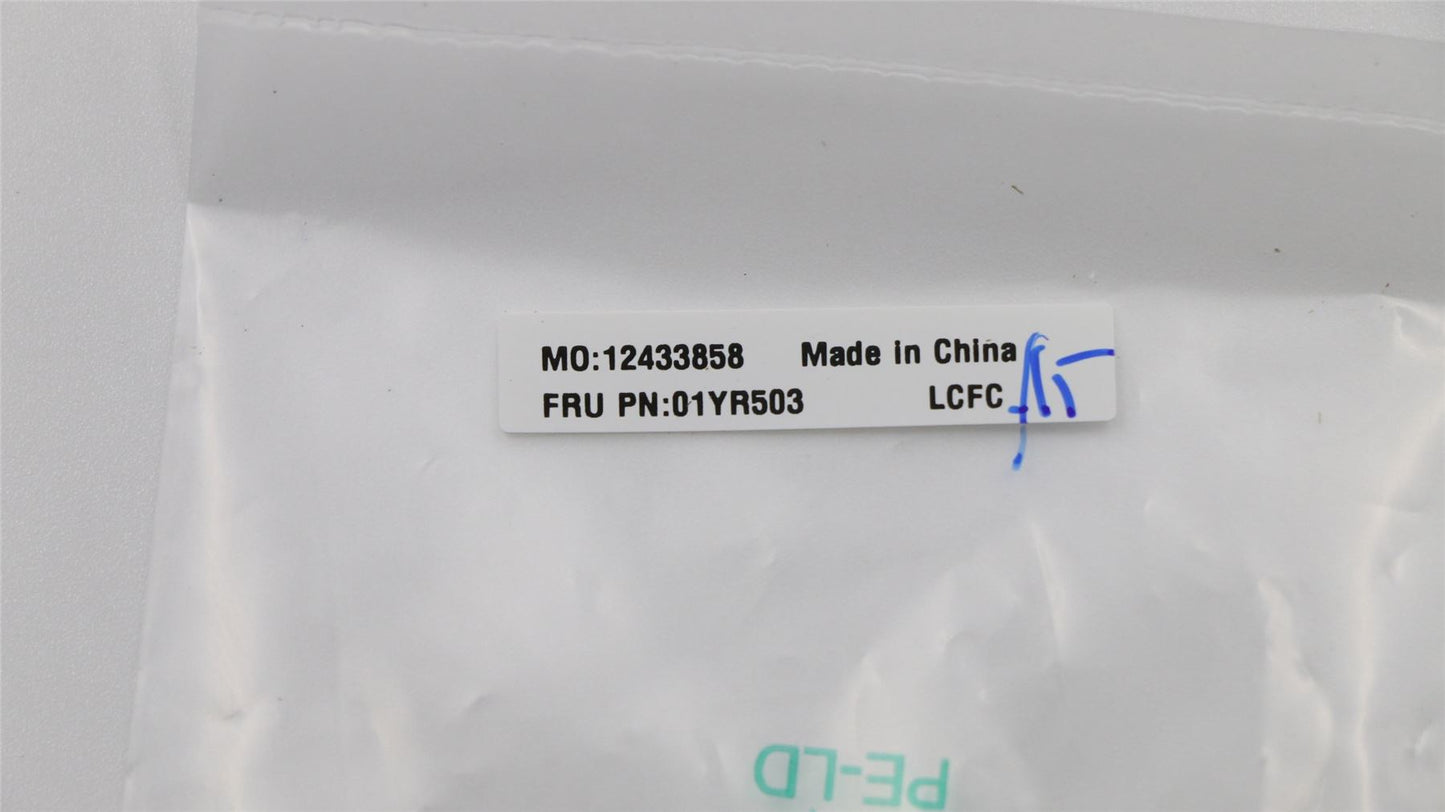 MO:12433858 Made in China
FRU PN:01YR503 LCFC
PE-LD